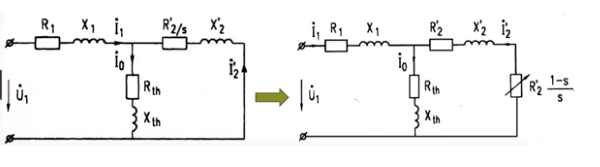 R₁ X₁ İ₁ R'₂/s X'₂
İ₀ İ'₂
U̇₁ Rth
Xth
İ₁ R₁ X₁ R'₂ X'₂ İ'₂
İ₀
U̇₁ Rth R'₂ 1-s/s
Xth